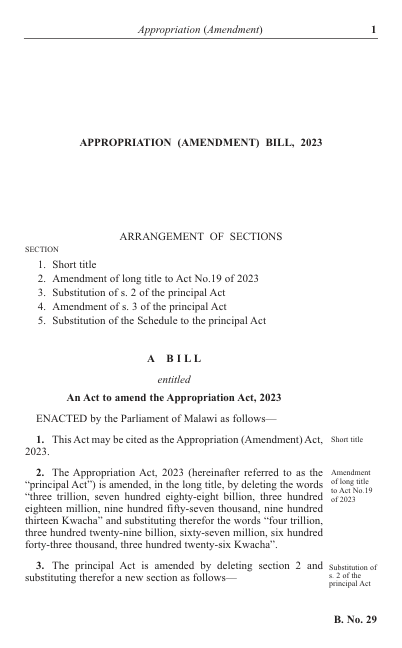 Appropriation (Amendment) 1
APPROPRIATION (AMENDMENT) BILL, 2023
ARRANGEMENT OF SECTIONS
SECTION
1. Short title
2. Amendment of long title to Act No.19 of 2023
3. Substitution of s. 2 of the principal Act
4. Amendment of s. 3 of the principal Act
5. Substitution of the Schedule to the principal Act
A BILL
entitled
An Act to amend the Appropriation Act, 2023
ENACTED by the Parliament of Malawi as follows—
1. This Act may be cited as the Appropriation (Amendment) Act,
2023.
Short title
2. The Appropriation Act, 2023 (hereinafter referred to as the
“principal Act”) is amended, in the long title, by deleting the words
“three trillion, seven hundred eighty-eight billion, three hundred
eighteen million, nine hundred fifty-seven thousand, nine hundred
thirteen Kwacha” and substituting therefor the words “four trillion,
three hundred twenty-nine billion, sixty-seven million, six hundred
forty-three thousand, three hundred twenty-six Kwacha”.
Amendment
of long title
to Act No.19
of 2023
3. The principal Act is amended by deleting section 2 and
substituting therefor a new section as follows—
Substitution of
s. 2 of the
principal Act
B. No. 29